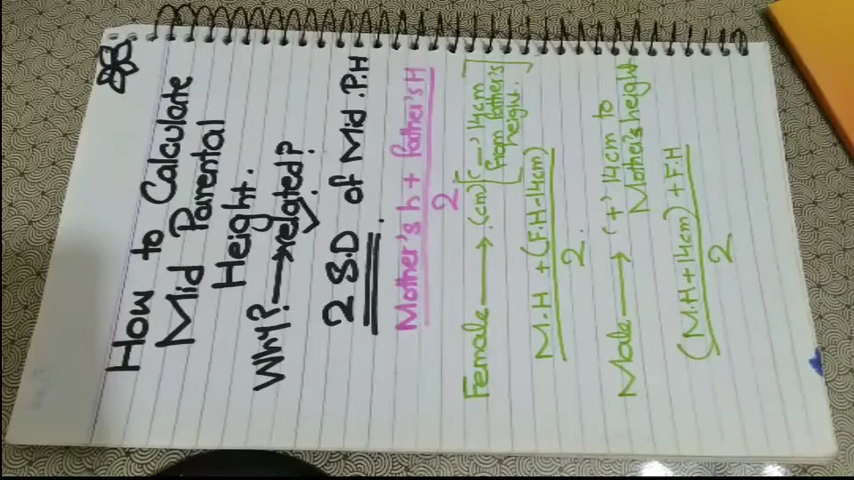 How to Calculate
Mid Parental
Height.
Why? → related?
2 S.D of Mid.P.H
Mother's h + father's H
2
Female → (cm) [ '-' 14cm
from father's
height. ]
M.H + (F.H-14cm)
2.
Male → '+' 14cm to
Mother's height
(M.H+14cm) + F.H
2